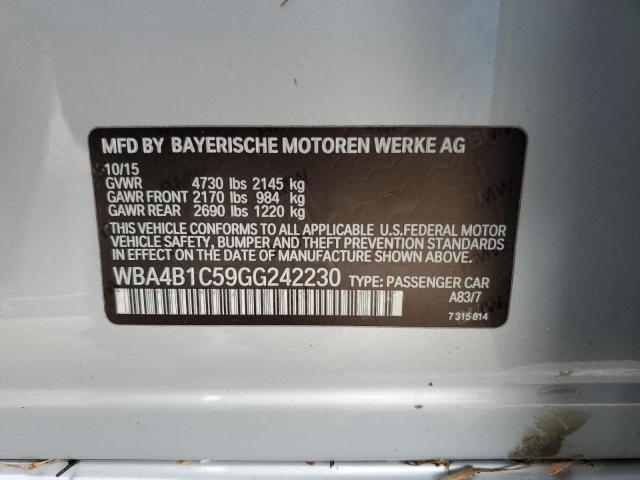 MFD BY BAYERISCHE MOTOREN WERKE AG
10/15
GVWR 4730 lbs 2145 kg
GAWR FRONT 2170 lbs 984 kg
GAWR REAR 2690 lbs 1220 kg
THIS VEHICLE CONFORMS TO ALL APPLICABLE U.S.FEDERAL MOTOR
VEHICLE SAFETY, BUMPER AND THEFT PREVENTION STANDARDS
IN EFFECT ON THE DATE OF MANUFACTURE SHOWN ABOVE.
WBA4B1C59GG242230 TYPE: PASSENGER CAR
A83/7
7 315 814